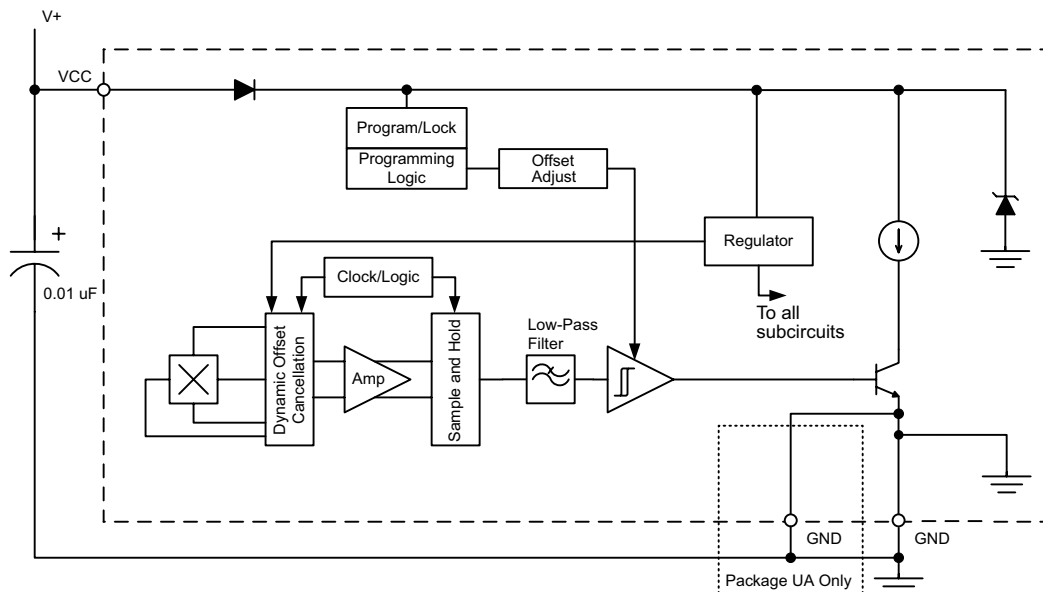 V+
VCC
Program/Lock
Programming
Logic
Offset
Adjust
Regulator
+
Clock/Logic
0.01 uF
To all
subcircuits
Low-Pass
Filter
Dynamic Offset
Cancellation
Amp
Sample and Hold
GND
GND
Package UA Only